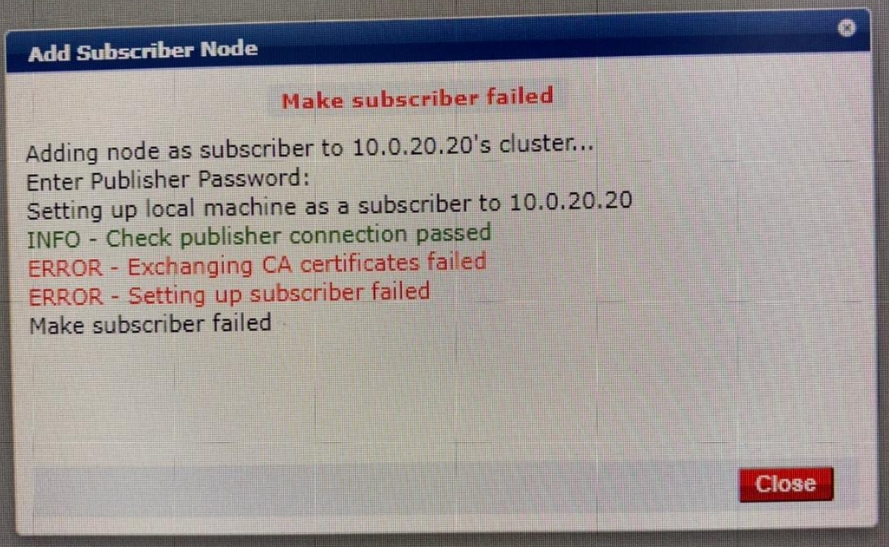 Add Subscriber Node
Make subscriber failed
Adding node as subscriber to 10.0.20.20's cluster...
Enter Publisher Password:
Setting up local machine as a subscriber to 10.0.20.20
INFO - Check publisher connection passed
ERROR - Exchanging CA certificates failed
ERROR - Setting up subscriber failed
Make subscriber failed
Close